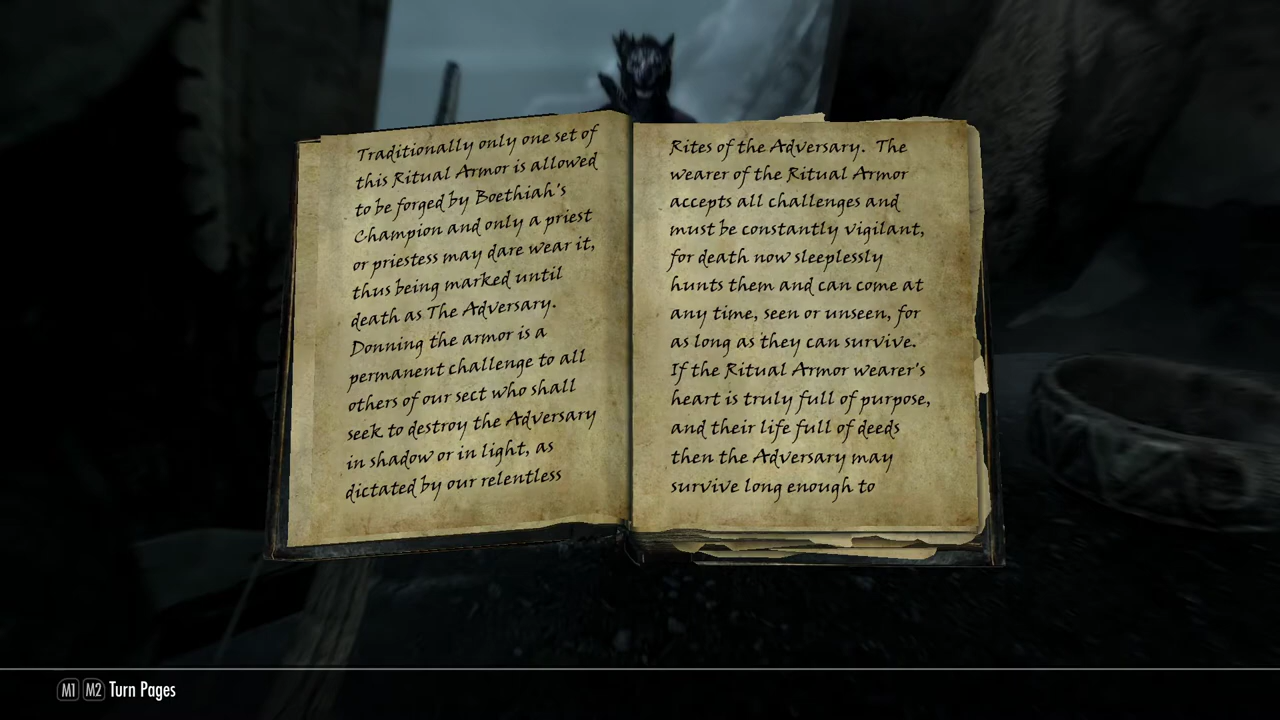 Traditionally only one set of
this Ritual Armor is allowed
to be forged by Boethiah's
Champion and only a priest
or priestess may dare wear it,
thus being marked until
death as The Adversary.
Donning the armor is a
permanent challenge to all
others of our sect who shall
seek to destroy the Adversary
in shadow or in light, as
dictated by our relentless
Rites of the Adversary. The
wearer of the Ritual Armor
accepts all challenges and
must be constantly vigilant,
for death now sleeplessly
hunts them and can come at
any time, seen or unseen, for
as long as they can survive.
If the Ritual Armor wearer's
heart is truly full of purpose,
and their life full of deeds
then the Adversary may
survive long enough to
M1 M2 Turn Pages